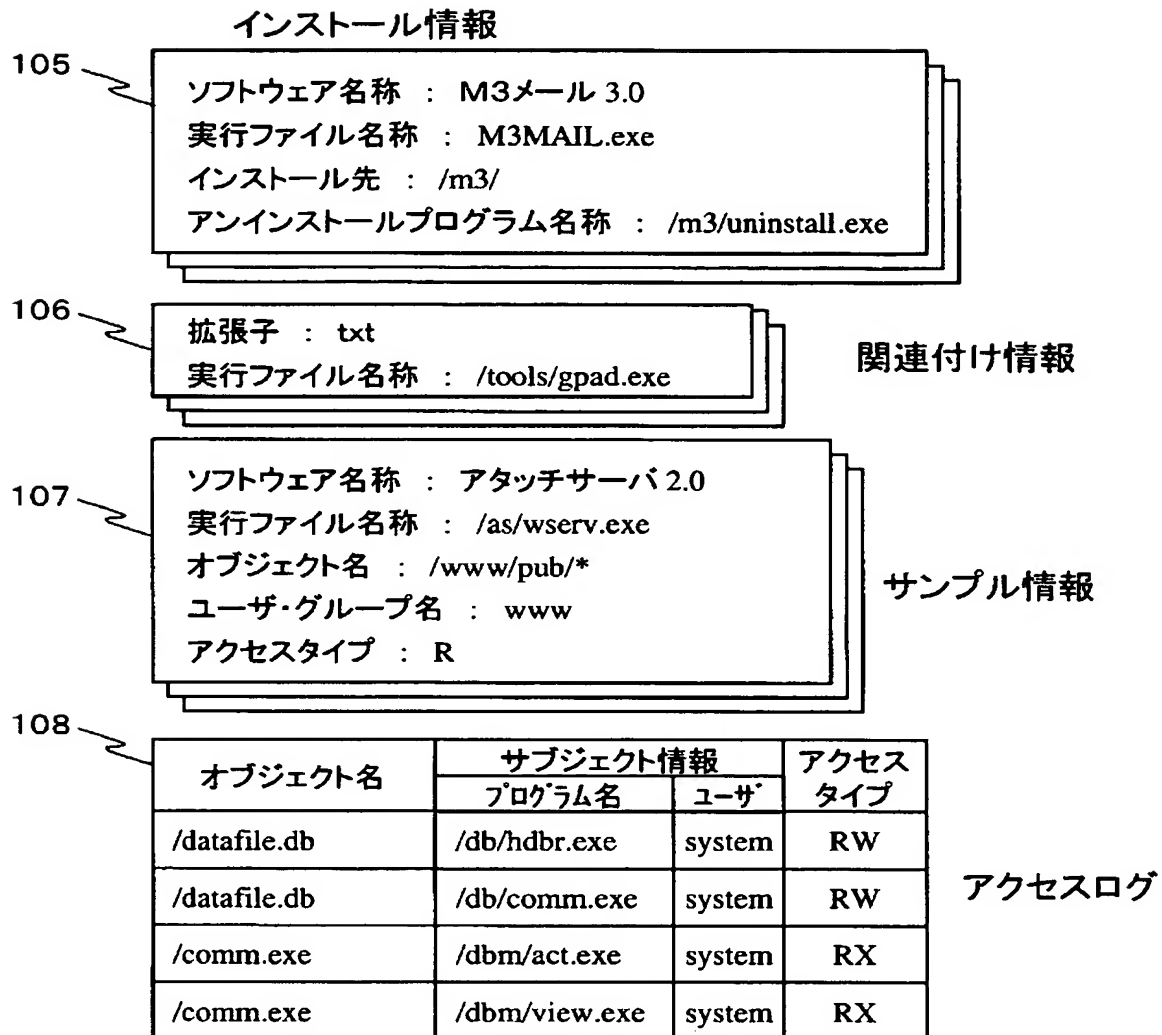 インストール情報
105
ソフトウェア名称 : M3メール 3.0
実行ファイル名称 : M3MAIL.exe
インストール先 : /m3/
アンインストールプログラム名称 : /m3/uninstall.exe
106
拡張子 : txt
実行ファイル名称 : /tools/gpad.exe
関連付け情報
107
ソフトウェア名称 : アタッチサーバ 2.0
実行ファイル名称 : /as/wserv.exe
オブジェクト名 : /www/pub/*
ユーザ・グループ名 : www
アクセスタイプ : R
サンプル情報
108
オブジェクト名 サブジェクト情報 アクセス
プログラム名 ユーザ タイプ
/datafile.db /db/hdbr.exe system RW
/datafile.db /db/comm.exe system RW
/comm.exe /dbm/act.exe system RX
/comm.exe /dbm/view.exe system RX
アクセスログ